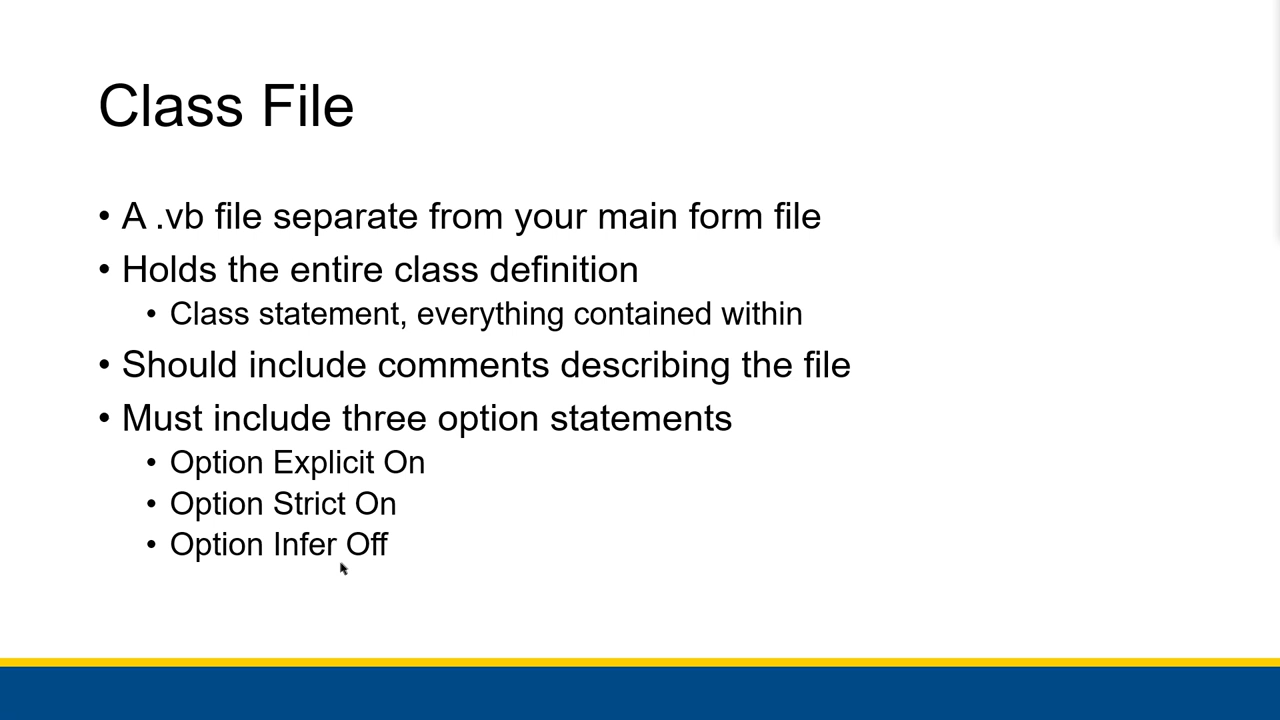 Class File
• A .vb file separate from your main form file
• Holds the entire class definition
• Class statement, everything contained within
• Should include comments describing the file
• Must include three option statements
• Option Explicit On
• Option Strict On
• Option Infer Off